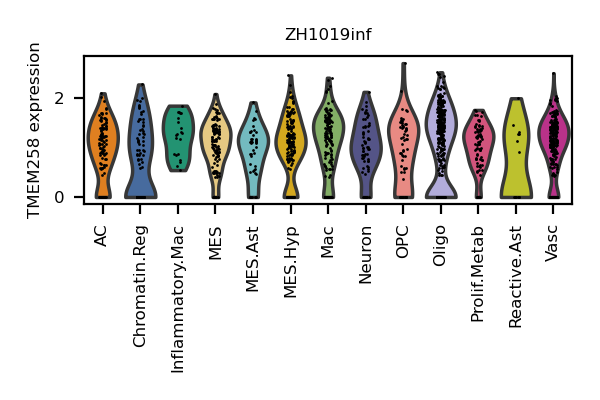 ZH1019inf
TMEM258 expression
2
0
AC
Chromatin.Reg
Inflammatory.Mac
MES
MES.Ast
MES.Hyp
Mac
Neuron
OPC
Oligo
Prolif.Metab
Reactive.Ast
Vasc